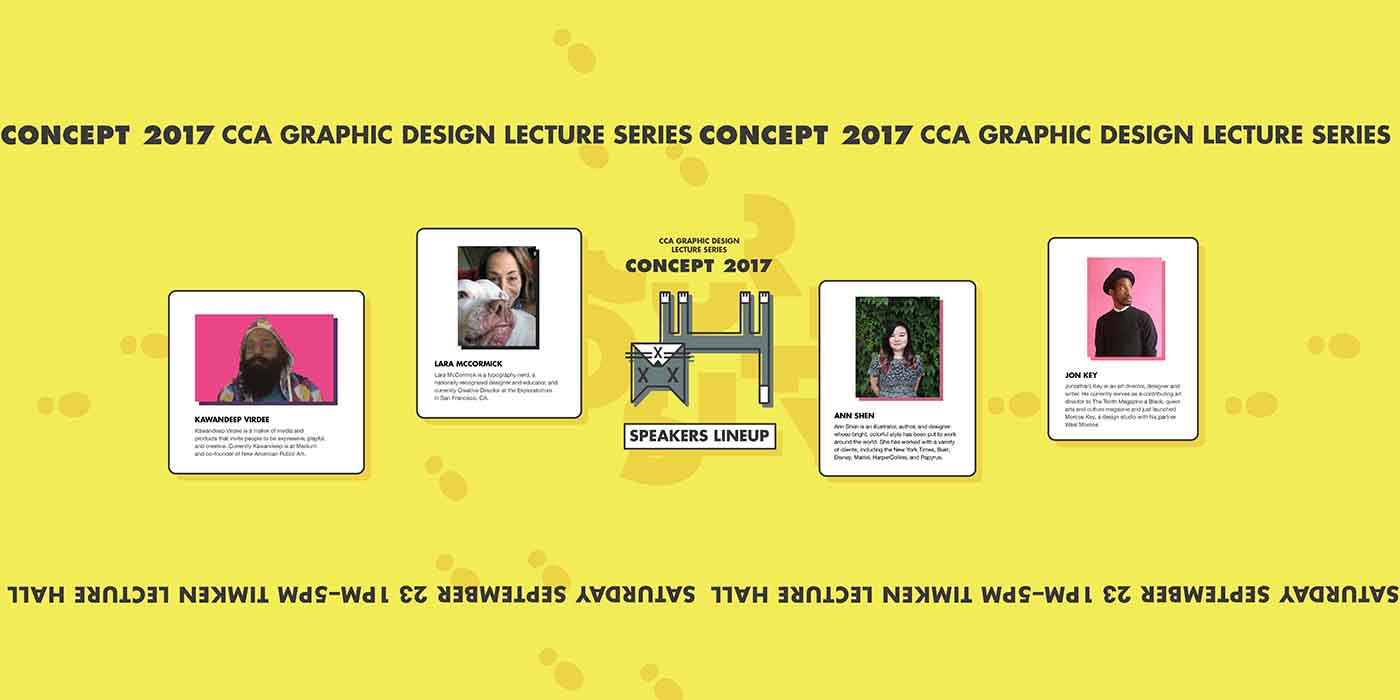 CONCEPT 2017 CCA GRAPHIC DESIGN LECTURE SERIES CONCEPT 2017 CCA GRAPHIC DESIGN LECTURE SERIES
KAWANDEEP VIRDEE
Kawandeep Virdee is a maker of media and
products that invite people to be expressive, playful,
and creative. Currently Kawandeep is at Medium
and co-founder of New American Public Art.
LARA MCCORMICK
Lara McCormick is a typography nerd, a
nationally recognized designer and educator, and
currently Creative Director at the Exploratorium
in San Francisco, CA.
CCA GRAPHIC DESIGN
LECTURE SERIES
CONCEPT 2017
X X
X X
SPEAKERS LINEUP
ANN SHEN
Ann Shen is an illustrator, author, and designer
whose bright, colorful style has been put to work
around the world. She has worked with a variety
of clients, including the New York Times, Bust,
Disney, Mattel, HarperCollins, and Papyrus.
JON KEY
Jon(athan) Key is an art director, designer and
writer. He currently serves as a contributing art
director to The Tenth Magazine a Black, queer
arts and culture magazine and just launched
Morcos Key, a design studio with his partner
Wael Morcos.
SATURDAY SEPTEMBER 23 1PM–5PM TIMKEN LECTURE HALL SATURDAY SEPTEMBER 23 1PM–5PM TIMKEN LECTURE HALL